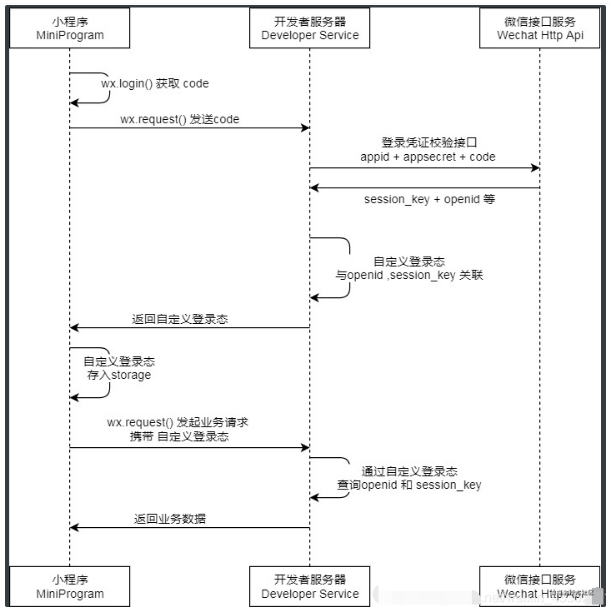 小程序
MiniProgram
开发者服务器
Developer Service
微信接口服务
Wechat Http Api
wx.login() 获取 code
wx.request() 发送code
登录凭证校验接口
appid + appsecret + code
session_key + openid 等
自定义登录态
与openid ,session_key 关联
返回自定义登录态
自定义登录态
存入storage
wx.request() 发起业务请求
携带 自定义登录态
通过自定义登录态
查询openid 和 session_key
返回业务数据
小程序
MiniProgram
开发者服务器
Developer Service
微信接口服务
Wechat Http Api